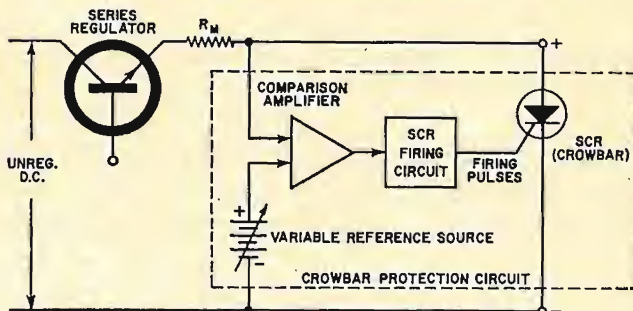 SERIES
REGULATOR
RM
+
COMPARISON
AMPLIFIER
SCR
FIRING
CIRCUIT
FIRING
PULSES
SCR
(CROWBAR)
UNREG.
D.C.
+
VARIABLE REFERENCE SOURCE
-
CROWBAR PROTECTION CIRCUIT
-